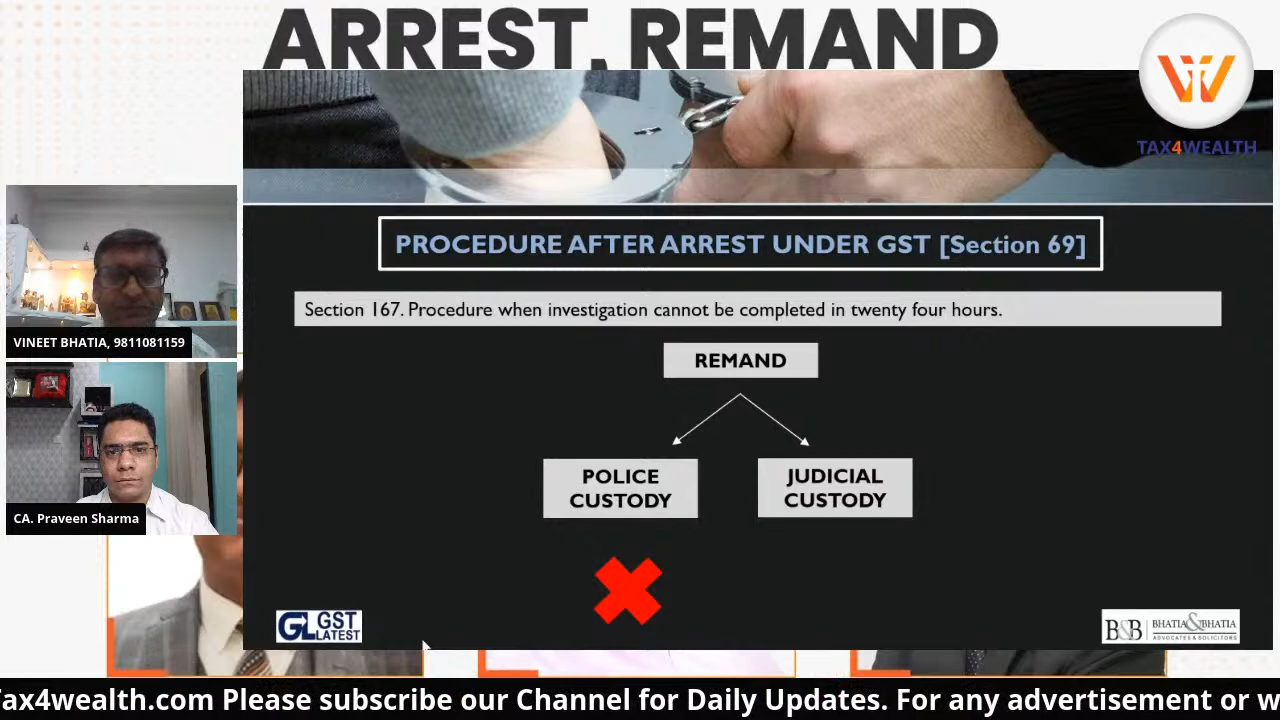 ARREST, REMAND
TAX4WEALTH
PROCEDURE AFTER ARREST UNDER GST [Section 69]
Section 167. Procedure when investigation cannot be completed in twenty four hours.
REMAND
POLICE
CUSTODY
JUDICIAL
CUSTODY
VINEET BHATIA, 9811081159
CA. Praveen Sharma
GL GST
LATEST
B&B BHATIA&BHATIA
ADVOCATES & SOLICITORS
Tax4wealth.com Please subscribe our Channel for Daily Updates. For any advertisement or w